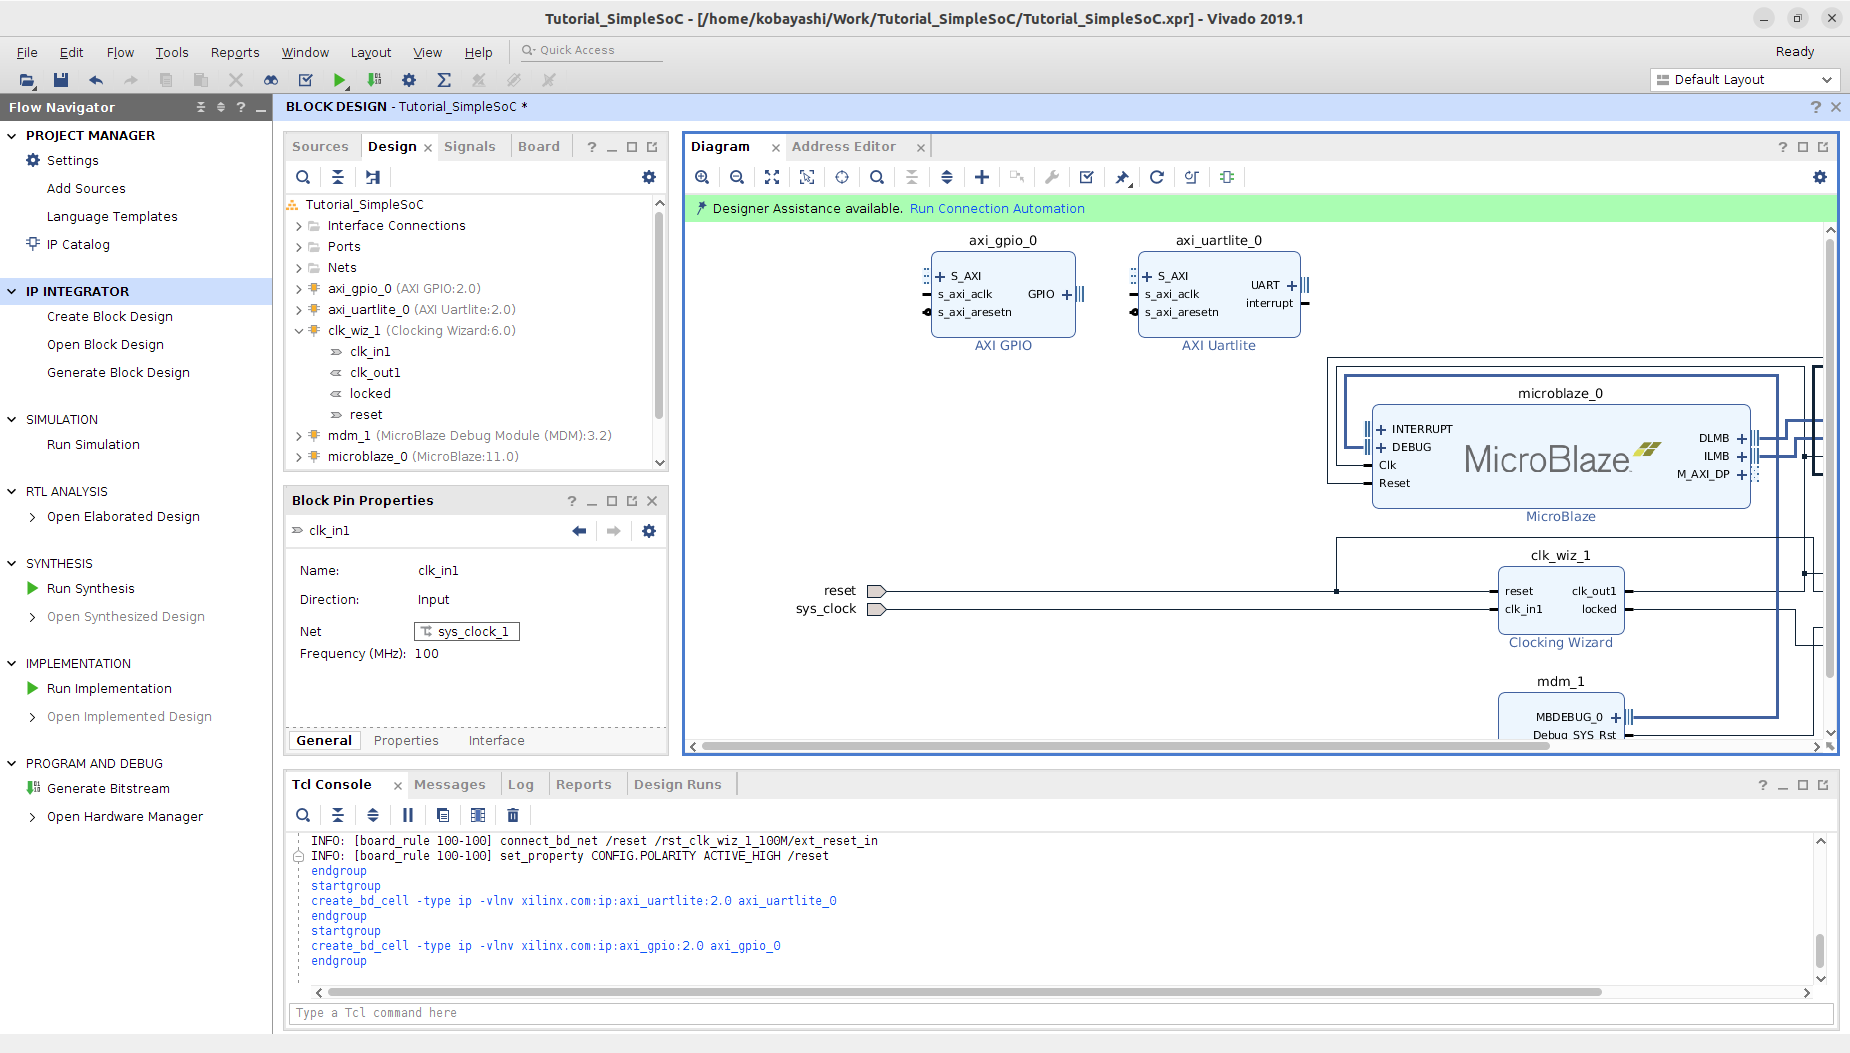 Tutorial_SimpleSoC - [/home/kobayashi/Work/Tutorial_SimpleSoC/Tutorial_SimpleSoC.xpr] - Vivado 2019.1
File Edit Flow Tools Reports Window Layout View Help Quick Access Ready
Default Layout
Flow Navigator
PROJECT MANAGER
Settings
Add Sources
Language Templates
IP Catalog
IP INTEGRATOR
Create Block Design
Open Block Design
Generate Block Design
SIMULATION
Run Simulation
RTL ANALYSIS
Open Elaborated Design
SYNTHESIS
Run Synthesis
Open Synthesized Design
IMPLEMENTATION
Run Implementation
Open Implemented Design
PROGRAM AND DEBUG
Generate Bitstream
Open Hardware Manager
BLOCK DESIGN - Tutorial_SimpleSoC *
Sources Design Signals Board
Tutorial_SimpleSoC
Interface Connections
Ports
Nets
axi_gpio_0 (AXI GPIO:2.0)
axi_uartlite_0 (AXI Uartlite:2.0)
clk_wiz_1 (Clocking Wizard:6.0)
clk_in1
clk_out1
locked
reset
mdm_1 (MicroBlaze Debug Module (MDM):3.2)
microblaze_0 (MicroBlaze:11.0)
Block Pin Properties
clk_in1
Name: clk_in1
Direction: Input
Net sys_clock_1
Frequency (MHz): 100
General Properties Interface
Diagram Address Editor
Designer Assistance available. Run Connection Automation
axi_gpio_0
S_AXI
s_axi_aclk GPIO
s_axi_aresetn
AXI GPIO
axi_uartlite_0
S_AXI
UART
s_axi_aclk
interrupt
s_axi_aresetn
AXI Uartlite
microblaze_0
INTERRUPT
DEBUG
Clk
Reset
MicroBlaze
DLMB
ILMB
M_AXI_DP
MicroBlaze
reset
sys_clock
clk_wiz_1
reset clk_out1
clk_in1 locked
Clocking Wizard
mdm_1
MBDEBUG_0
Debug_SYS_Rst
Tcl Console Messages Log Reports Design Runs
INFO: [board_rule 100-100] connect_bd_net /reset /rst_clk_wiz_1_100M/ext_reset_in
INFO: [board_rule 100-100] set_property CONFIG.POLARITY ACTIVE_HIGH /reset
endgroup
startgroup
create_bd_cell -type ip -vlnv xilinx.com:ip:axi_uartlite:2.0 axi_uartlite_0
endgroup
startgroup
create_bd_cell -type ip -vlnv xilinx.com:ip:axi_gpio:2.0 axi_gpio_0
endgroup
Type a Tcl command here